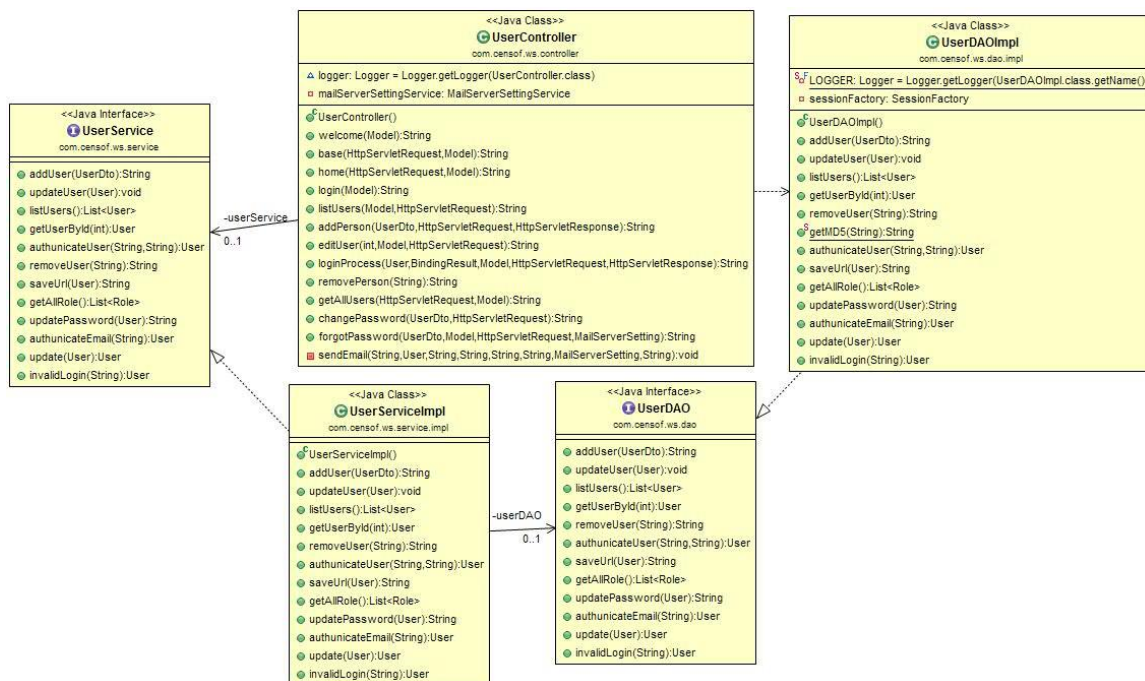 <<Java Class>>
UserController
com.censof.ws.controller
logger: Logger = Logger.getLogger(UserController.class)
mailServerSettingService: MailServerSettingService
UserController()
welcome(Model):String
base(HttpServletRequest,Model):String
home(HttpServletRequest,Model):String
login(Model):String
listUsers(Model,HttpServletRequest):String
addPerson(UserDto,HttpServletRequest,HttpServletResponse):String
editUser(int,Model,HttpServletRequest):String
loginProcess(User,BindingResult,Model,HttpServletRequest,HttpServletResponse):String
removePerson(String):String
getAllUsers(HttpServletRequest,Model):String
changePassword(UserDto,HttpServletRequest):String
forgotPassword(UserDto,Model,HttpServletRequest,MailServerSetting):String
sendEmail(String,User,String,String,String,String,MailServerSetting,String):void
<<Java Class>>
UserDAOImpl
com.censof.ws.dao.impl
LOGGER: Logger = Logger.getLogger(UserDAOImpl.class.getName())
sessionFactory: SessionFactory
UserDAOImpl()
addUser(UserDto):String
updateUser(User):void
listUsers():List<User>
getUserById(int):User
removeUser(String):String
getMD5(String):String
authunicateUser(String,String):User
saveUrl(User):String
getAllRole():List<Role>
updatePassword(User):String
authunicateEmail(String):User
update(User):User
invalidLogin(String):User
<<Java Interface>>
UserService
com.censof.ws.service
addUser(UserDto):String
updateUser(User):void
listUsers():List<User>
getUserById(int):User
authunicateUser(String,String):User
removeUser(String):String
saveUrl(User):String
getAllRole():List<Role>
updatePassword(User):String
authunicateEmail(String):User
update(User):User
invalidLogin(String):User
-userService
0..1
<<Java Class>>
UserServiceImpl
com.censof.ws.service.impl
UserServiceImpl()
addUser(UserDto):String
updateUser(User):void
listUsers():List<User>
getUserById(int):User
removeUser(String):String
authunicateUser(String,String):User
saveUrl(User):String
getAllRole():List<Role>
updatePassword(User):String
authunicateEmail(String):User
update(User):User
invalidLogin(String):User
-userDAO
0..1
<<Java Interface>>
UserDAO
com.censof.ws.dao
addUser(UserDto):String
updateUser(User):void
listUsers():List<User>
getUserById(int):User
removeUser(String):String
authunicateUser(String,String):User
saveUrl(User):String
getAllRole():List<Role>
updatePassword(User):String
authunicateEmail(String):User
update(User):User
invalidLogin(String):User